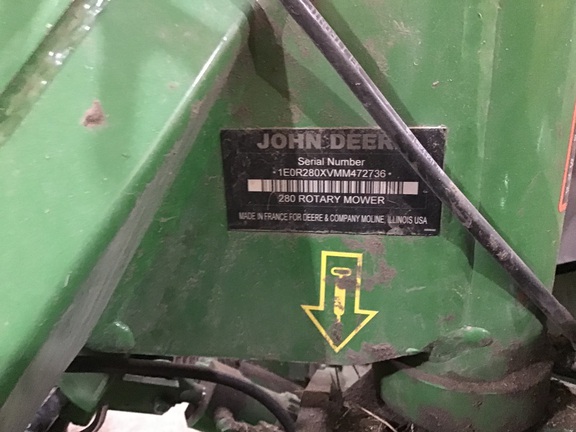 JOHN DEERE
Serial Number
*1E0R280XVMM472736*
280 ROTARY MOWER
MADE IN FRANCE FOR DEERE & COMPANY MOLINE, ILLINOIS USA